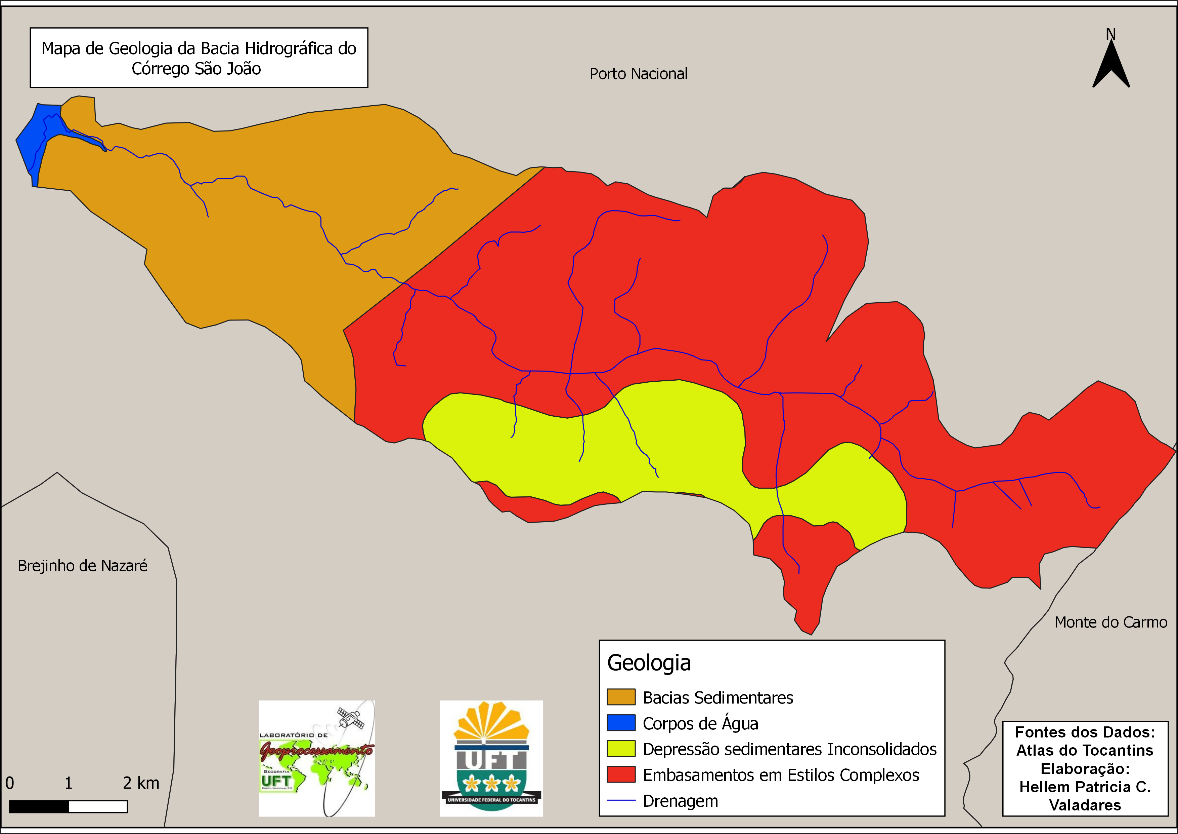 Mapa de Geologia da Bacia Hidrográfica do
Córrego São João
Porto Nacional
N
Brejinho de Nazaré
Monte do Carmo
Geologia
Bacias Sedimentares
Corpos de Água
Depressão sedimentares Inconsolidados
Embasamentos em Estilos Complexos
Drenagem
0 1 2 km
LABORATÓRIO DE
Geoprocessamento
GEOGRAFIA
UFT
UFT
UNIVERSIDADE FEDERAL DO TOCANTINS
Fontes dos Dados:
Atlas do Tocantins
Elaboração:
Hellem Patricia C.
Valadares